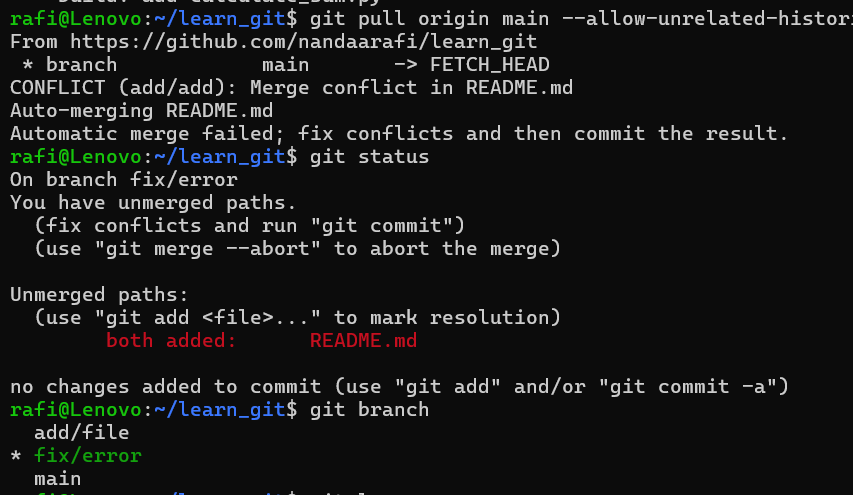 rafi@Lenovo:~/learn_git$ git pull origin main --allow-unrelated-histori
From https://github.com/nandaarafi/learn_git
 * branch            main       -> FETCH_HEAD
CONFLICT (add/add): Merge conflict in README.md
Auto-merging README.md
Automatic merge failed; fix conflicts and then commit the result.
rafi@Lenovo:~/learn_git$ git status
On branch fix/error
You have unmerged paths.
  (fix conflicts and run "git commit")
  (use "git merge --abort" to abort the merge)

Unmerged paths:
  (use "git add <file>..." to mark resolution)
        both added:      README.md

no changes added to commit (use "git add" and/or "git commit -a")
rafi@Lenovo:~/learn_git$ git branch
  add/file
* fix/error
  main